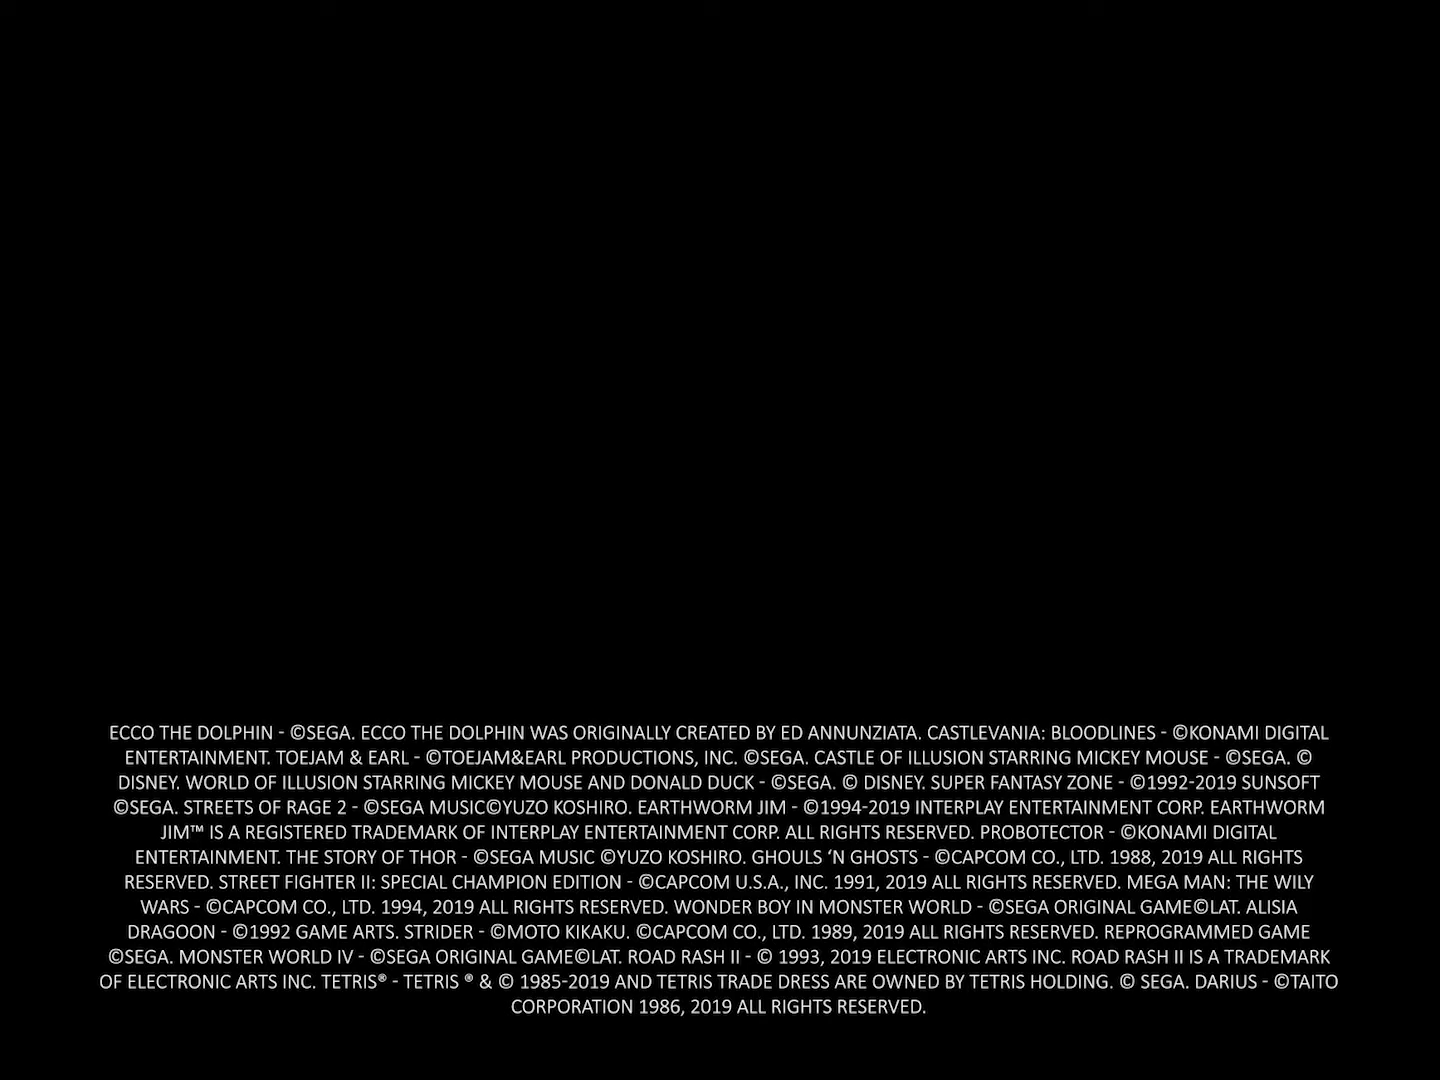 ECCO THE DOLPHIN - ©SEGA. ECCO THE DOLPHIN WAS ORIGINALLY CREATED BY ED ANNUNZIATA. CASTLEVANIA: BLOODLINES - ©KONAMI DIGITAL
ENTERTAINMENT. TOEJAM & EARL - ©TOEJAM&EARL PRODUCTIONS, INC. ©SEGA. CASTLE OF ILLUSION STARRING MICKEY MOUSE - ©SEGA. ©
DISNEY. WORLD OF ILLUSION STARRING MICKEY MOUSE AND DONALD DUCK - ©SEGA. © DISNEY. SUPER FANTASY ZONE - ©1992-2019 SUNSOFT
©SEGA. STREETS OF RAGE 2 - ©SEGA MUSIC©YUZO KOSHIRO. EARTHWORM JIM - ©1994-2019 INTERPLAY ENTERTAINMENT CORP. EARTHWORM
JIM™ IS A REGISTERED TRADEMARK OF INTERPLAY ENTERTAINMENT CORP. ALL RIGHTS RESERVED. PROBOTECTOR - ©KONAMI DIGITAL
ENTERTAINMENT. THE STORY OF THOR - ©SEGA MUSIC ©YUZO KOSHIRO. GHOULS ‘N GHOSTS - ©CAPCOM CO., LTD. 1988, 2019 ALL RIGHTS
RESERVED. STREET FIGHTER II: SPECIAL CHAMPION EDITION - ©CAPCOM U.S.A., INC. 1991, 2019 ALL RIGHTS RESERVED. MEGA MAN: THE WILY
WARS - ©CAPCOM CO., LTD. 1994, 2019 ALL RIGHTS RESERVED. WONDER BOY IN MONSTER WORLD - ©SEGA ORIGINAL GAME©LAT. ALISIA
DRAGOON - ©1992 GAME ARTS. STRIDER - ©MOTO KIKAKU. ©CAPCOM CO., LTD. 1989, 2019 ALL RIGHTS RESERVED. REPROGRAMMED GAME
©SEGA. MONSTER WORLD IV - ©SEGA ORIGINAL GAME©LAT. ROAD RASH II - © 1993, 2019 ELECTRONIC ARTS INC. ROAD RASH II IS A TRADEMARK
OF ELECTRONIC ARTS INC. TETRIS® - TETRIS ® & © 1985-2019 AND TETRIS TRADE DRESS ARE OWNED BY TETRIS HOLDING. © SEGA. DARIUS - ©TAITO
CORPORATION 1986, 2019 ALL RIGHTS RESERVED.